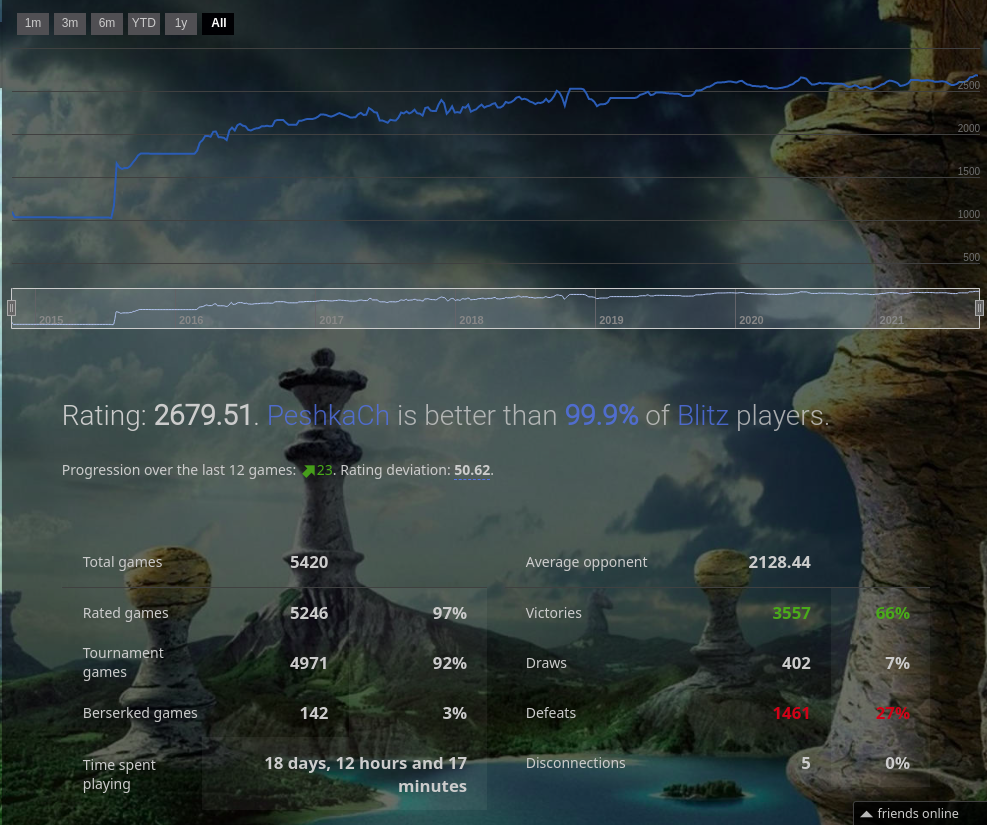 1m 3m 6m YTD 1y All
2500
2000
1500
1000
500
2015 2016 2017 2018 2019 2020 2021
Rating: 2679.51. PeshkaCh is better than 99.9% of Blitz players.
Progression over the last 12 games: 23. Rating deviation: 50.62.
Total games 5420 Average opponent 2128.44
Rated games 5246 97% Victories 3557 66%
Tournament
games 4971 92% Draws 402 7%
Berserked games 142 3% Defeats 1461 27%
Time spent
playing 18 days, 12 hours and 17
minutes Disconnections 5 0%
friends online